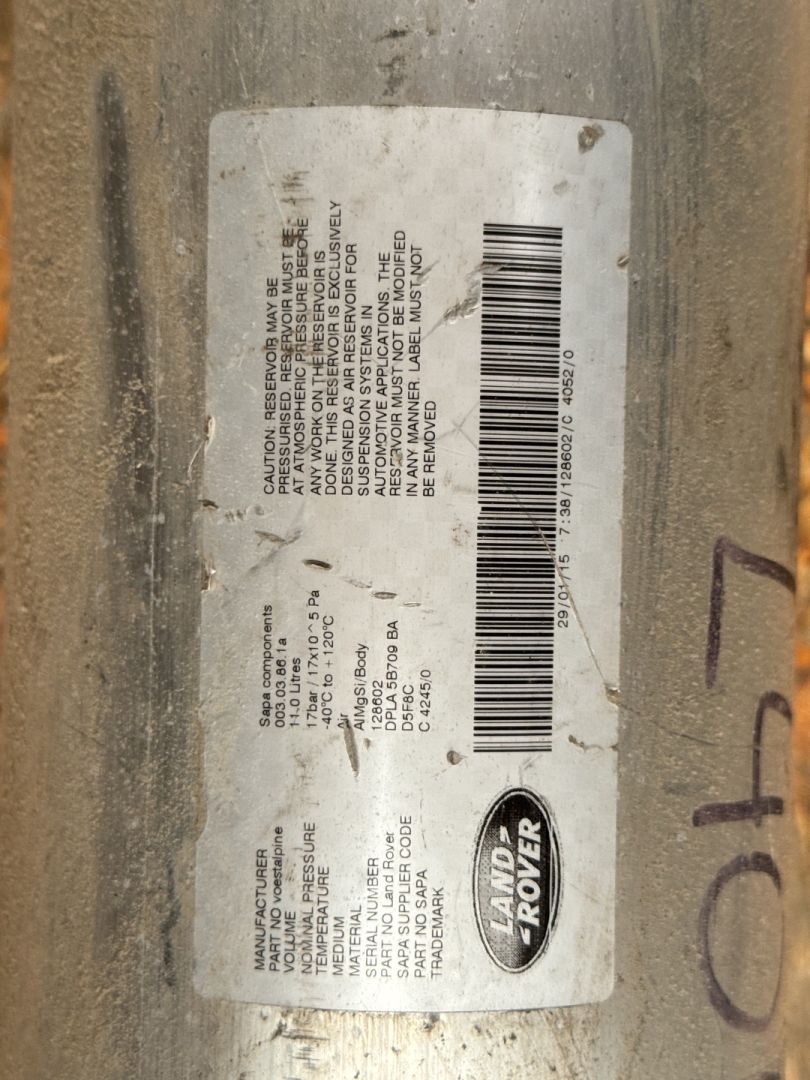 MANUFACTURER Sapa components
PART NO voestalpine 003.03.86.1a
VOLUME 11.0 Litres
NOMINAL PRESSURE 17bar / 17x10^5 Pa
TEMPERATURE -40°C to +120°C
MEDIUM Air
MATERIAL AlMgSi/Body
SERIAL NUMBER 128602
PART NO Land Rover DPLA 5B709 BA
SAPA SUPPLIER CODE D5F8C
PART NO SAPA C 4245/0
TRADEMARK
CAUTION: RESERVOIR MAY BE
PRESSURISED. RESERVOIR MUST BE
AT ATMOSPHERIC PRESSURE BEFORE
ANY WORK ON THE RESERVOIR IS
DONE. THIS RESERVOIR IS EXCLUSIVELY
DESIGNED AS AIR RESERVOIR FOR
SUSPENSION SYSTEMS IN
AUTOMOTIVE APPLICATIONS. THE
RESERVOIR MUST NOT BE MODIFIED
IN ANY MANNER. LABEL MUST NOT
BE REMOVED
LAND-
-ROVER
29/01/15 7:38/128602/C 4052/0